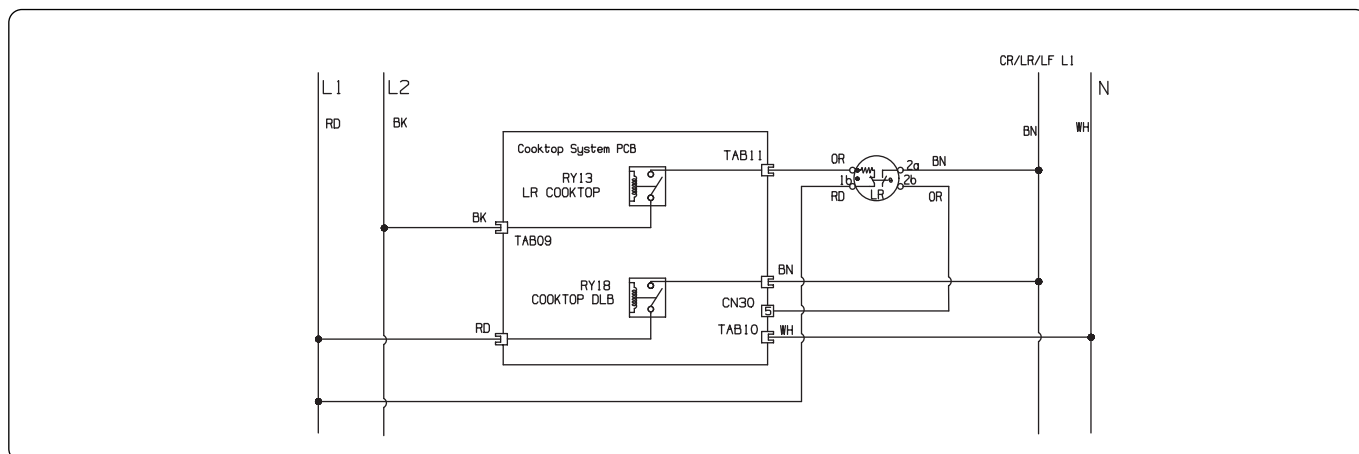 CR/LR/LF L1
L1
L2
N
RD
BK
BN
WH
Cooktop System PCB
TAB11
OR
2a
BN
RY13
LR COOKTOP
1b
LR
2b
RD
OR
BK
TAB09
BN
RY18
COOKTOP DLB
CN30
5
RD
TAB10
WH